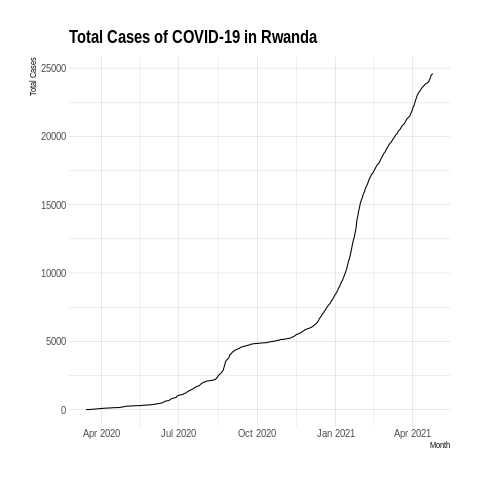 Total Cases of COVID-19 in Rwanda
Total Cases
25000
20000
15000
10000
5000
0
Apr 2020 Jul 2020 Oct 2020 Jan 2021 Apr 2021
Month